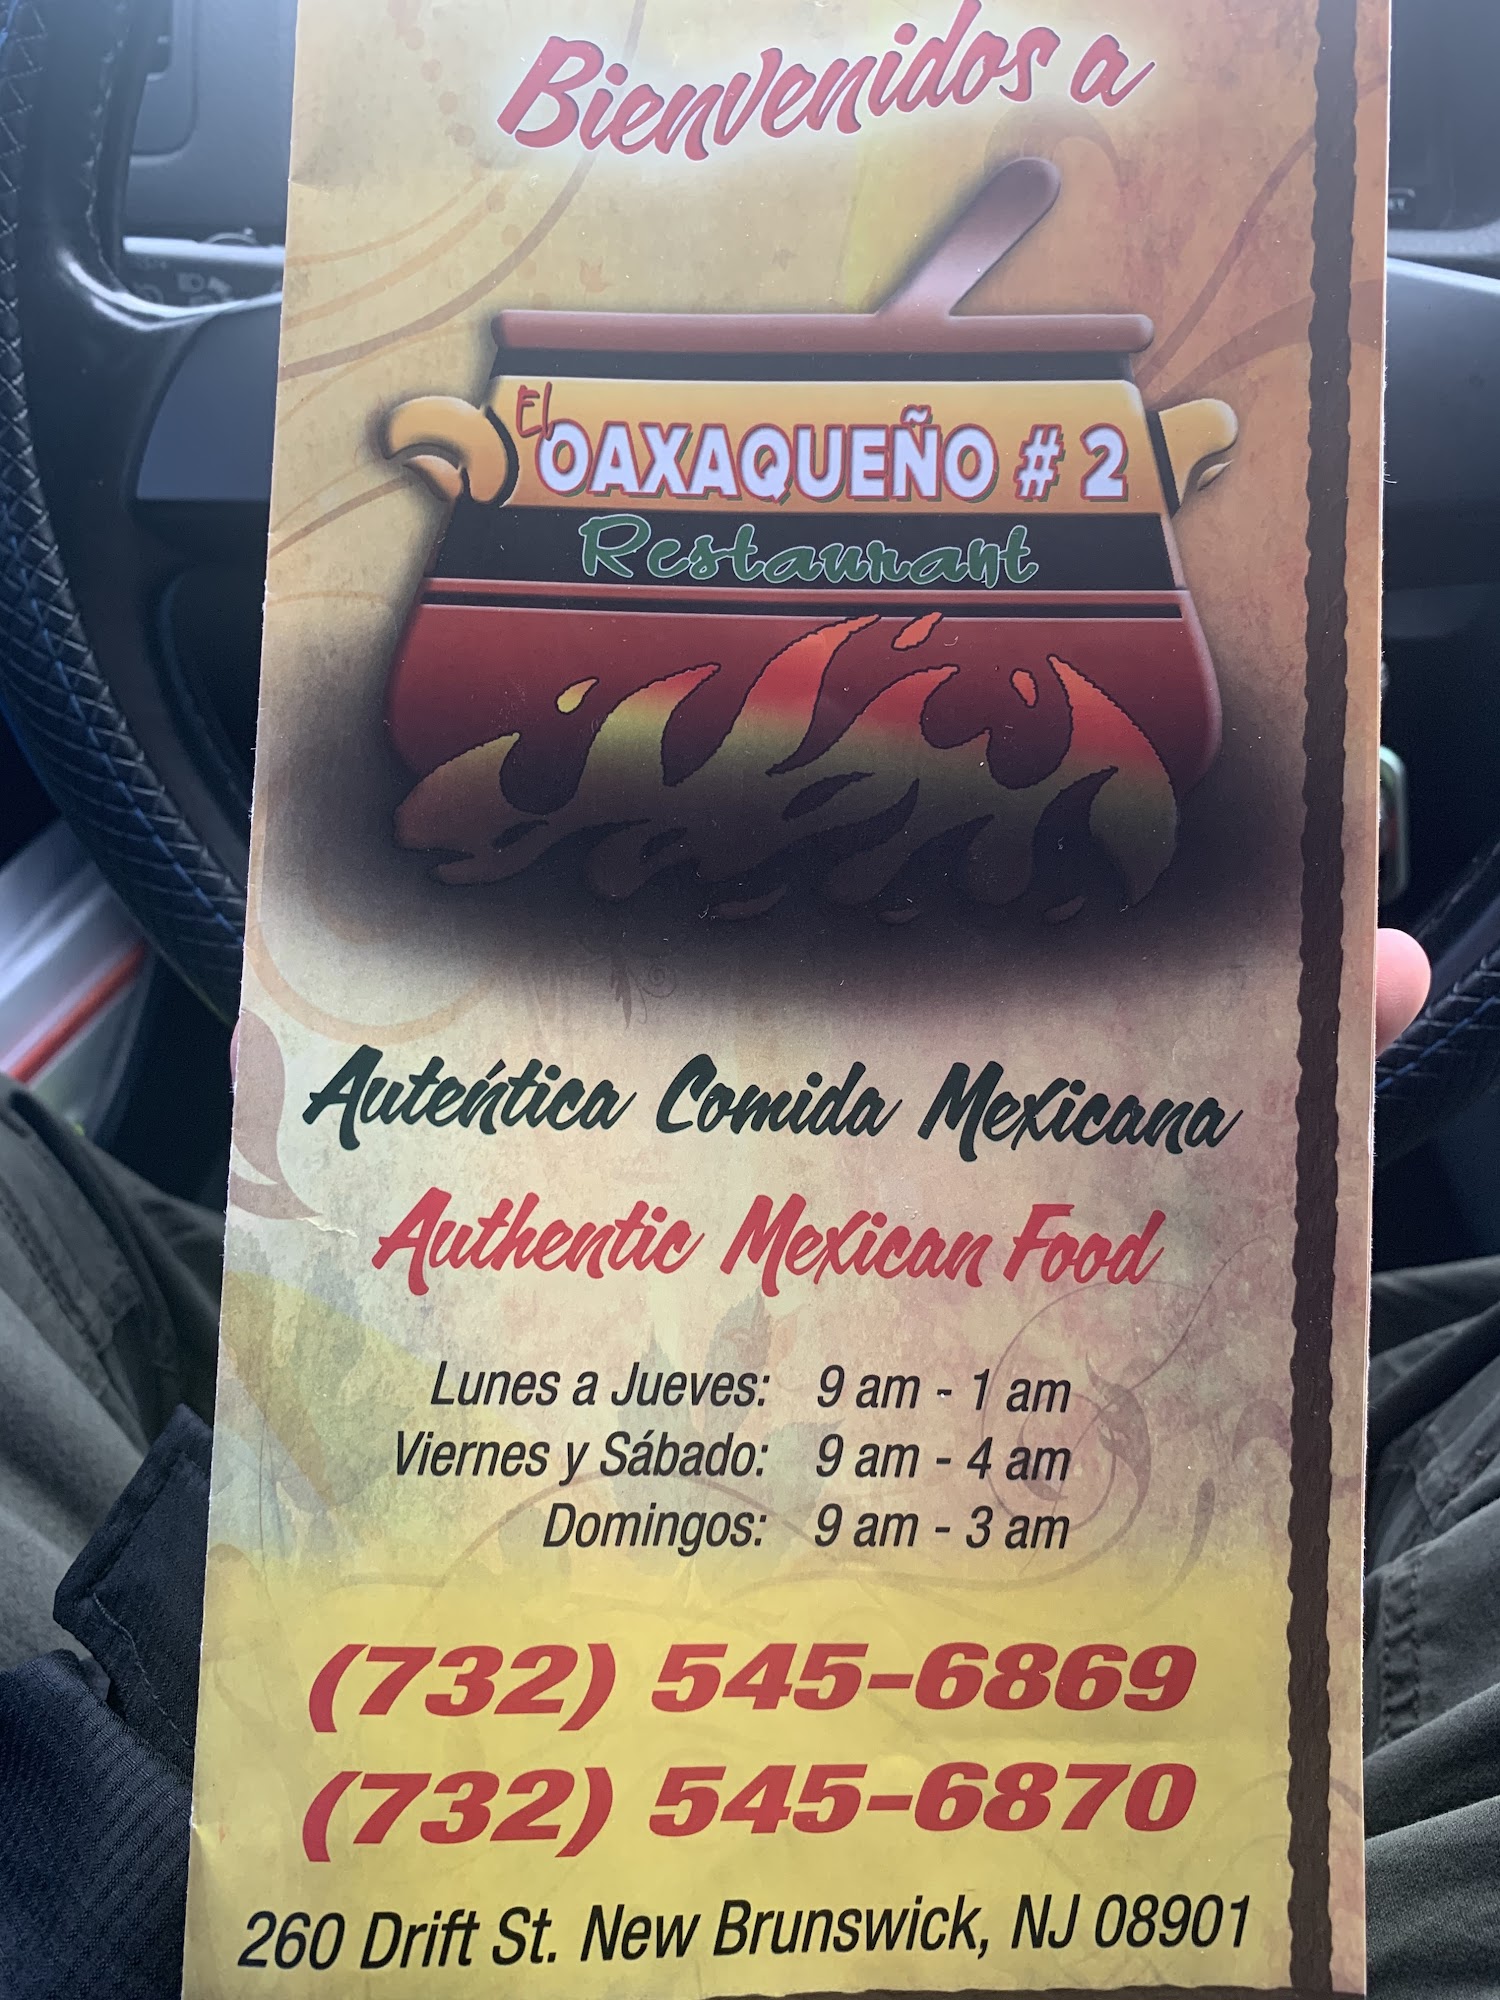 Bienvenidos a
El OAXAQUEÑO # 2
Restaurant
Auteńtica Comida Mexicana
Authentic Mexican Food
Lunes a Jueves: 9 am - 1 am
Viernes y Sábado: 9 am - 4 am
Domingos: 9 am - 3 am
(732) 545-6869
(732) 545-6870
260 Drift St. New Brunswick, NJ 08901